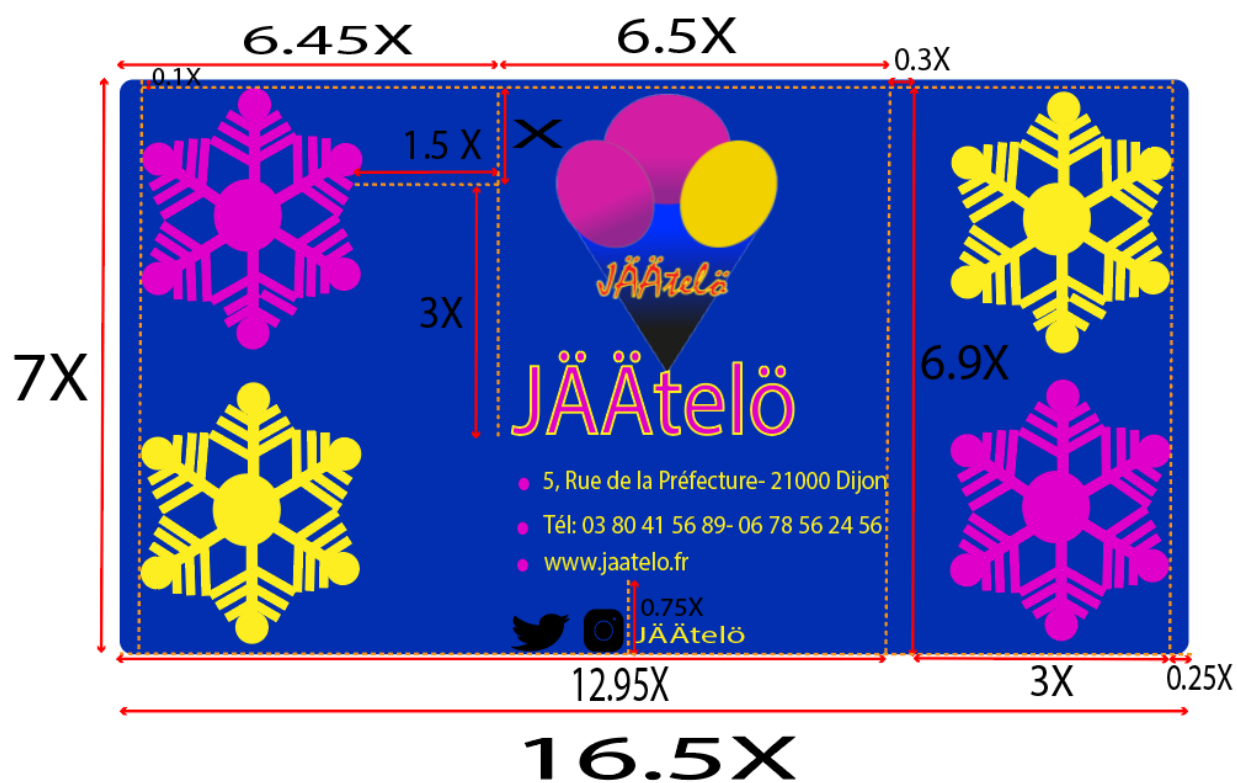 6.45X
6.5X
0.3X
0.1X
1.5 X
X
JÄÄtelö
3X
7X
6.9X
JÄÄtelö
5, Rue de la Préfecture- 21000 Dijon
Tél: 03 80 41 56 89- 06 78 56 24 56
www.jaatelo.fr
0.75X
JÄÄtelö
12.95X
3X
0.25X
16.5X